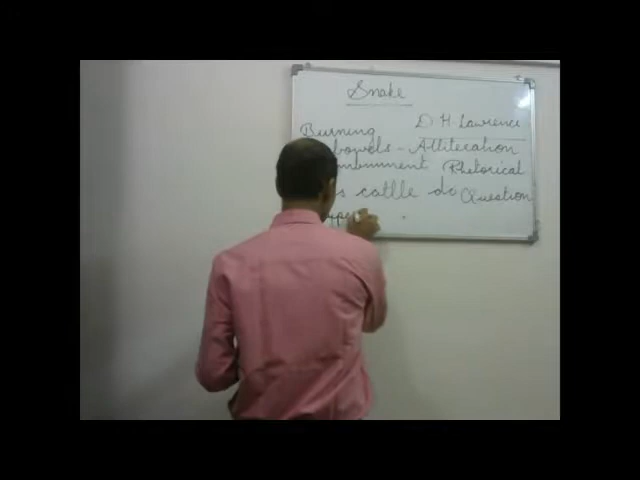 Snake
D. H. Lawrence
Burning
bowels - Alliteration
Rhetorical
cattle do Question